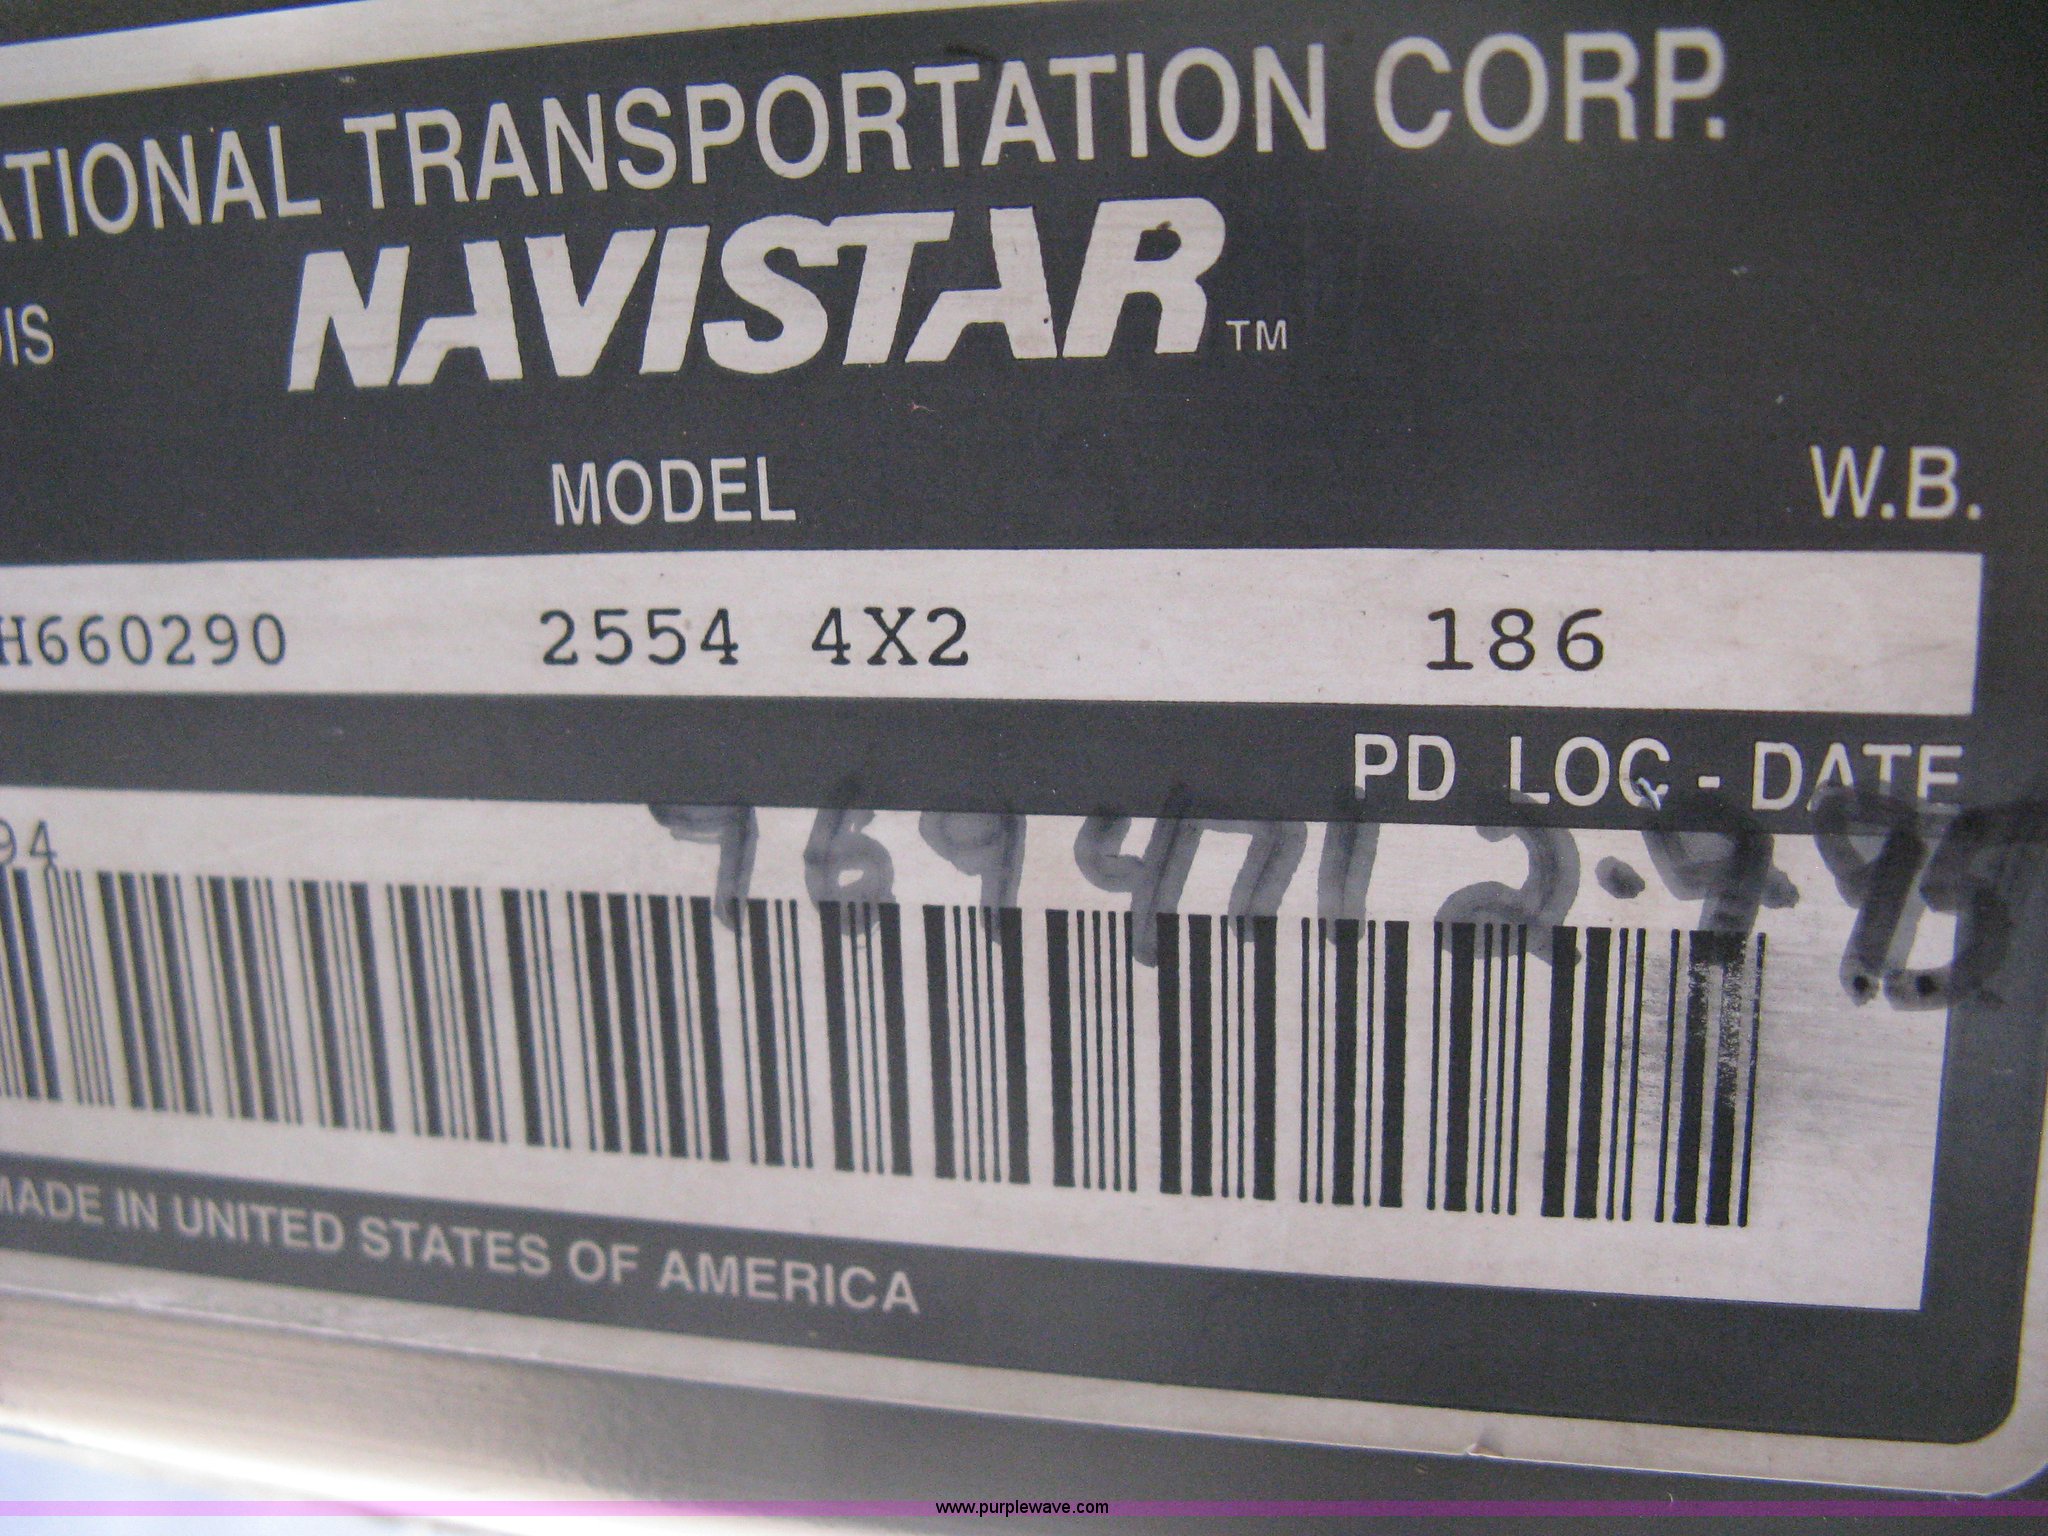 ATIONAL TRANSPORTATION CORP.
OIS
NAVISTAR TM
MODEL W.B.
H660290 2554 4X2 186
PD LOC - DATE
94
MADE IN UNITED STATES OF AMERICA
www.purplewave.com